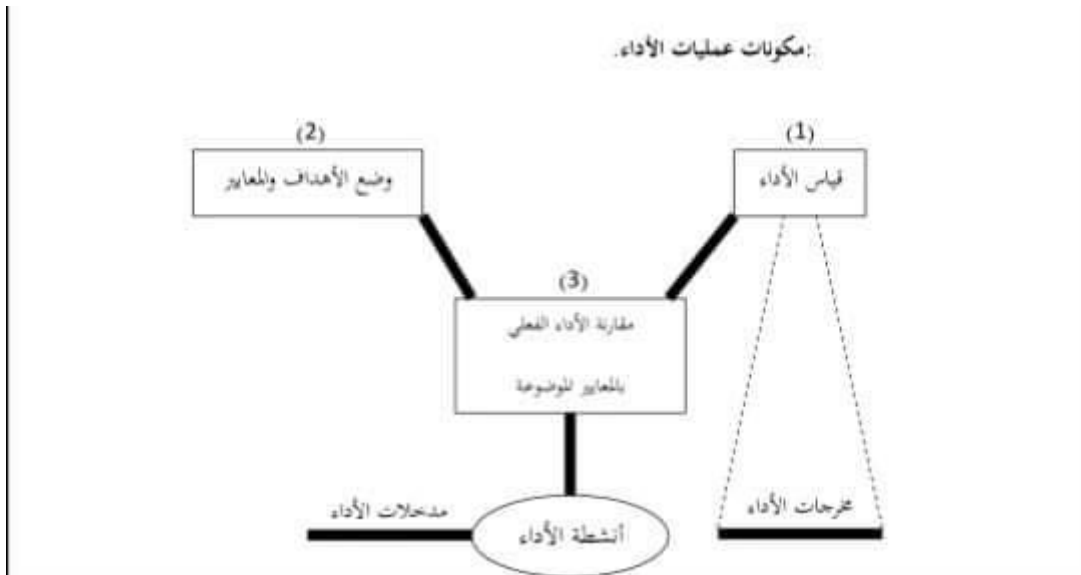 :مكونات عمليات الأداء.
(1)
قياس الأداء
(2)
وضع الأهداف والمعايير
(3)
مقارنة الأداء الفعلي
بالمعايير الموضوعة
مخرجات الأداء
أنشطة الأداء
مدخلات الأداء